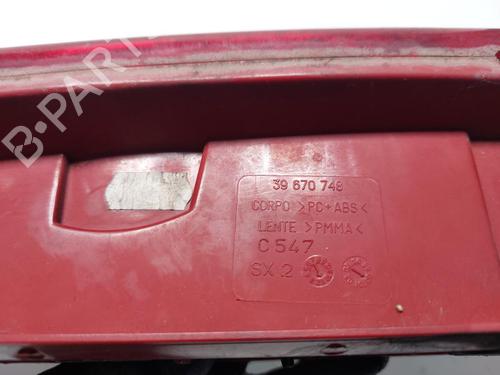 B-PARTS
39 670 748
CORPO >PC+ABS<
LENTE >PMMA<
C 547
SX.2